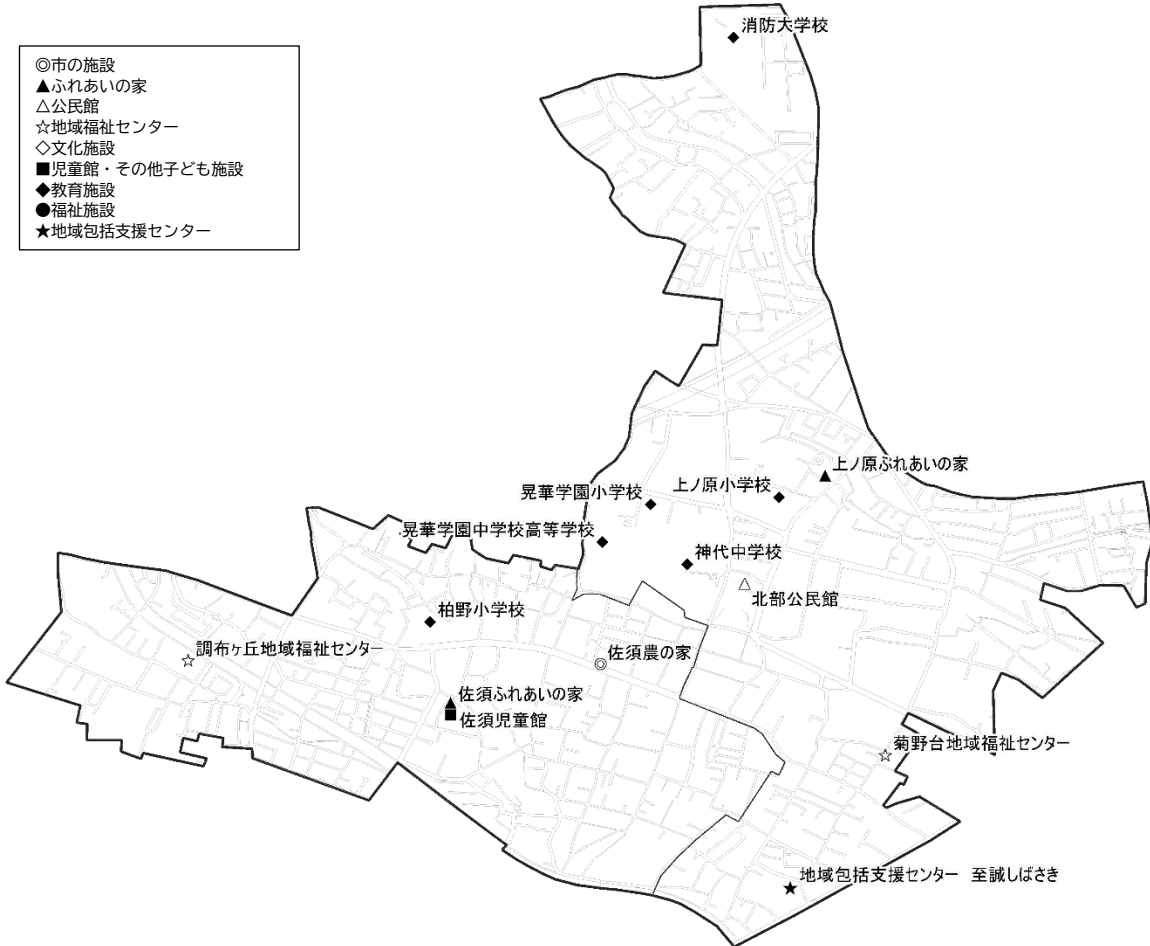 ◎市の施設
▲ふれあいの家
△公民館
☆地域福祉センター
◇文化施設
■児童館・その他子ども施設
◆教育施設
●福祉施設
★地域包括支援センター
消防大学校
上ノ原ふれあいの家
上ノ原小学校
晃華学園小学校
晃華学園中学校高等学校
神代中学校
北部公民館
柏野小学校
調布ヶ丘地域福祉センター
佐須農の家
佐須ふれあいの家
佐須児童館
菊野台地域福祉センター
地域包括支援センター 至誠しばさき